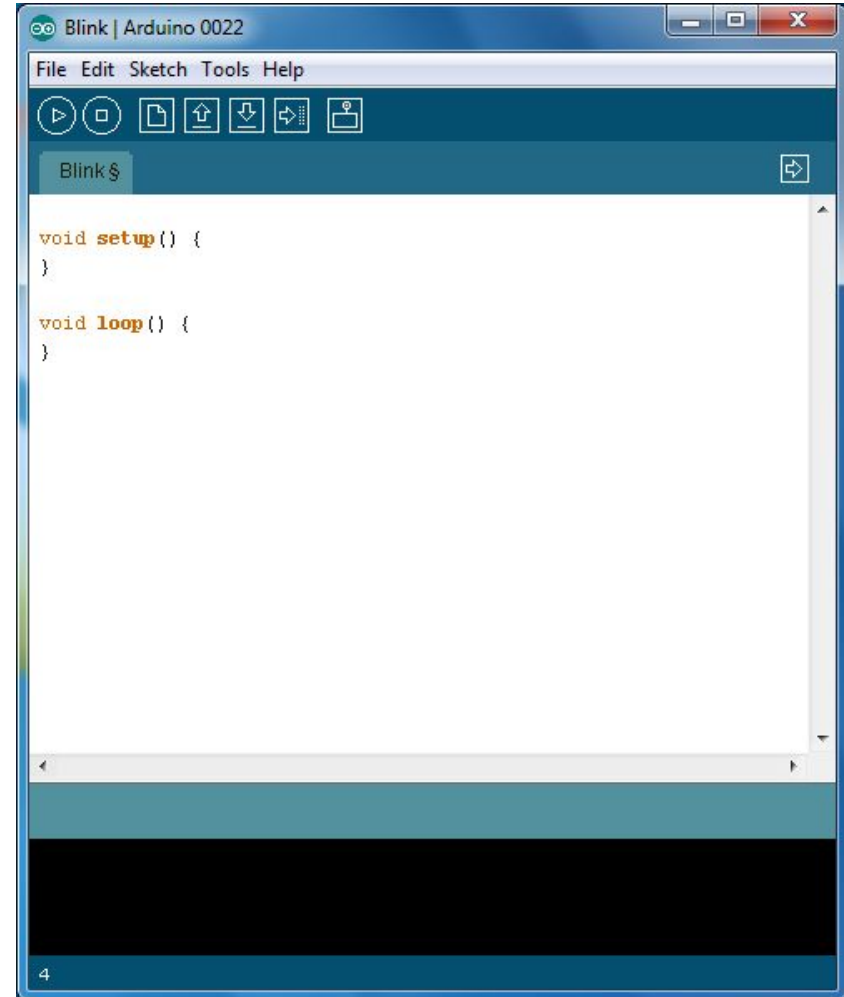 Blink | Arduino 0022
File Edit Sketch Tools Help
Blink §
void setup() {
}
void loop() {
}
4